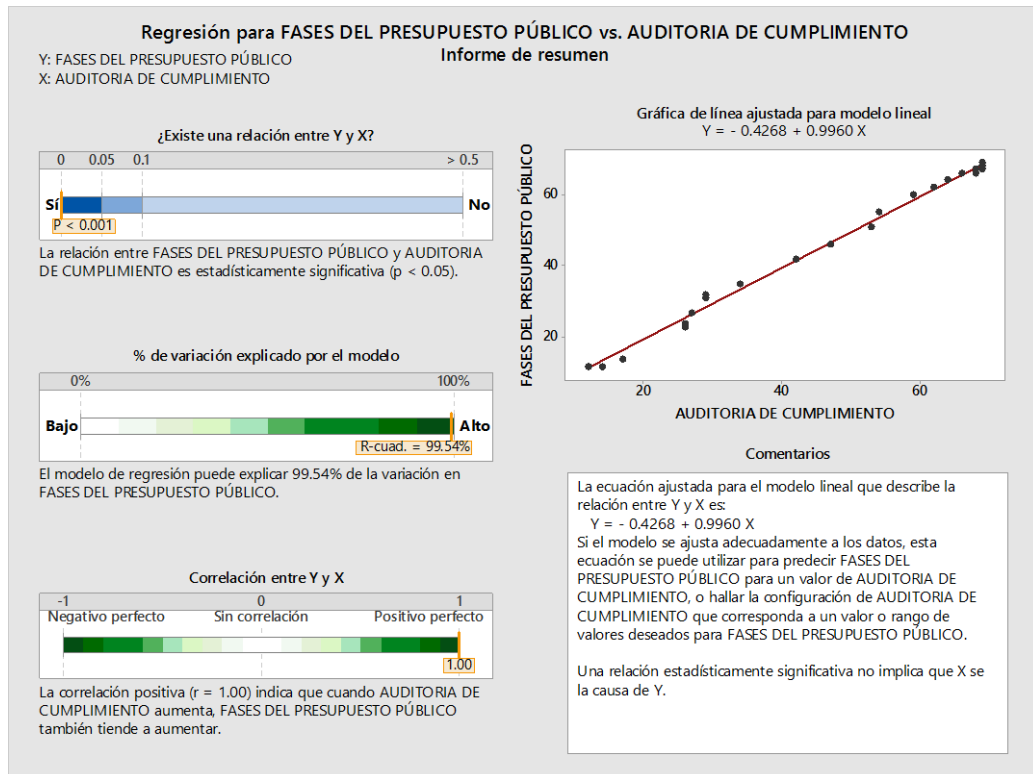 Regresión para FASES DEL PRESUPUESTO PÚBLICO vs. AUDITORIA DE CUMPLIMIENTO
Informe de resumen
Y: FASES DEL PRESUPUESTO PÚBLICO
X: AUDITORIA DE CUMPLIMIENTO
¿Existe una relación entre Y y X?
0 0.05 0.1 > 0.5
Sí No
P < 0.001
La relación entre FASES DEL PRESUPUESTO PÚBLICO y AUDITORIA
DE CUMPLIMIENTO es estadísticamente significativa (p < 0.05).
% de variación explicado por el modelo
0% 100%
Bajo Alto
R-cuad. = 99.54%
El modelo de regresión puede explicar 99.54% de la variación en
FASES DEL PRESUPUESTO PÚBLICO.
Correlación entre Y y X
-1 0 1
Negativo perfecto Sin correlación Positivo perfecto
1.00
La correlación positiva (r = 1.00) indica que cuando AUDITORIA DE
CUMPLIMIENTO aumenta, FASES DEL PRESUPUESTO PÚBLICO
también tiende a aumentar.
Gráfica de línea ajustada para modelo lineal
Y = - 0.4268 + 0.9960 X
FASES DEL PRESUPUESTO PÚBLICO
60
40
20
20 40 60
AUDITORIA DE CUMPLIMIENTO
Comentarios
La ecuación ajustada para el modelo lineal que describe la
relación entre Y y X es:
Y = - 0.4268 + 0.9960 X
Si el modelo se ajusta adecuadamente a los datos, esta
ecuación se puede utilizar para predecir FASES DEL
PRESUPUESTO PÚBLICO para un valor de AUDITORIA DE
CUMPLIMIENTO, o hallar la configuración de AUDITORIA DE
CUMPLIMIENTO que corresponda a un valor o rango de
valores deseados para FASES DEL PRESUPUESTO PÚBLICO.
Una relación estadísticamente significativa no implica que X se
la causa de Y.